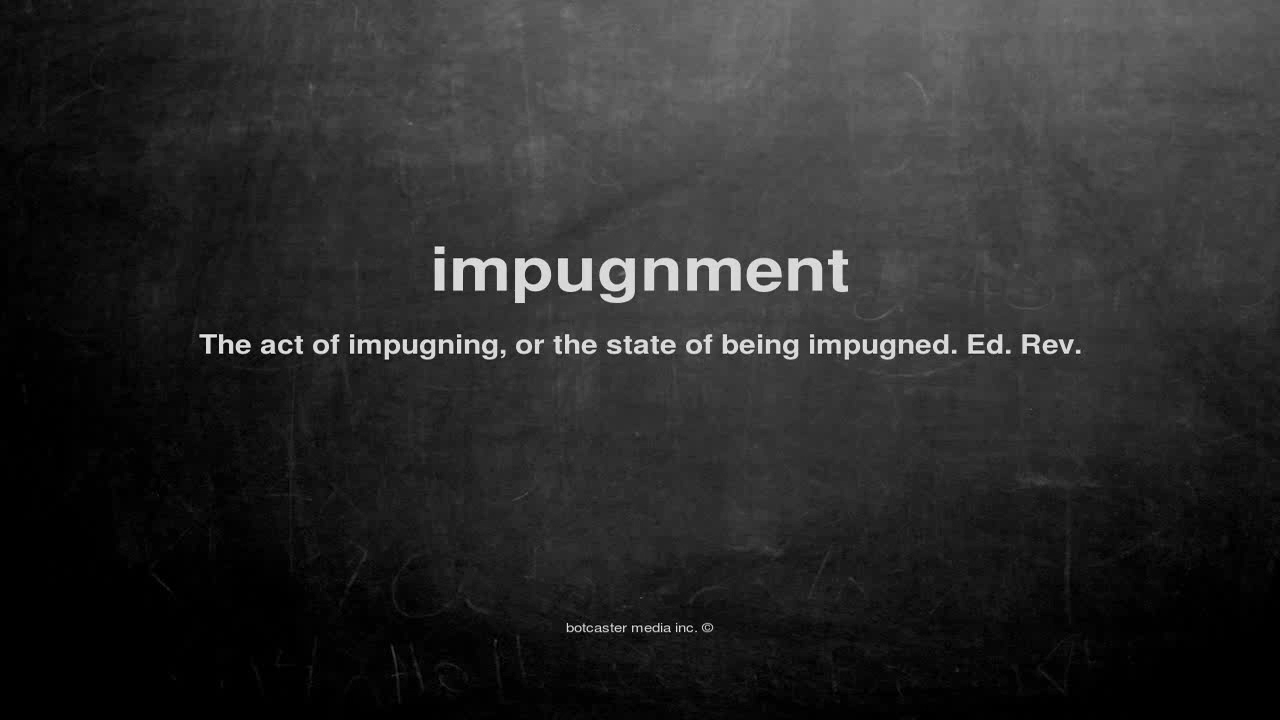 impugnment
The act of impugning, or the state of being impugned. Ed. Rev.
botcaster media inc. ©